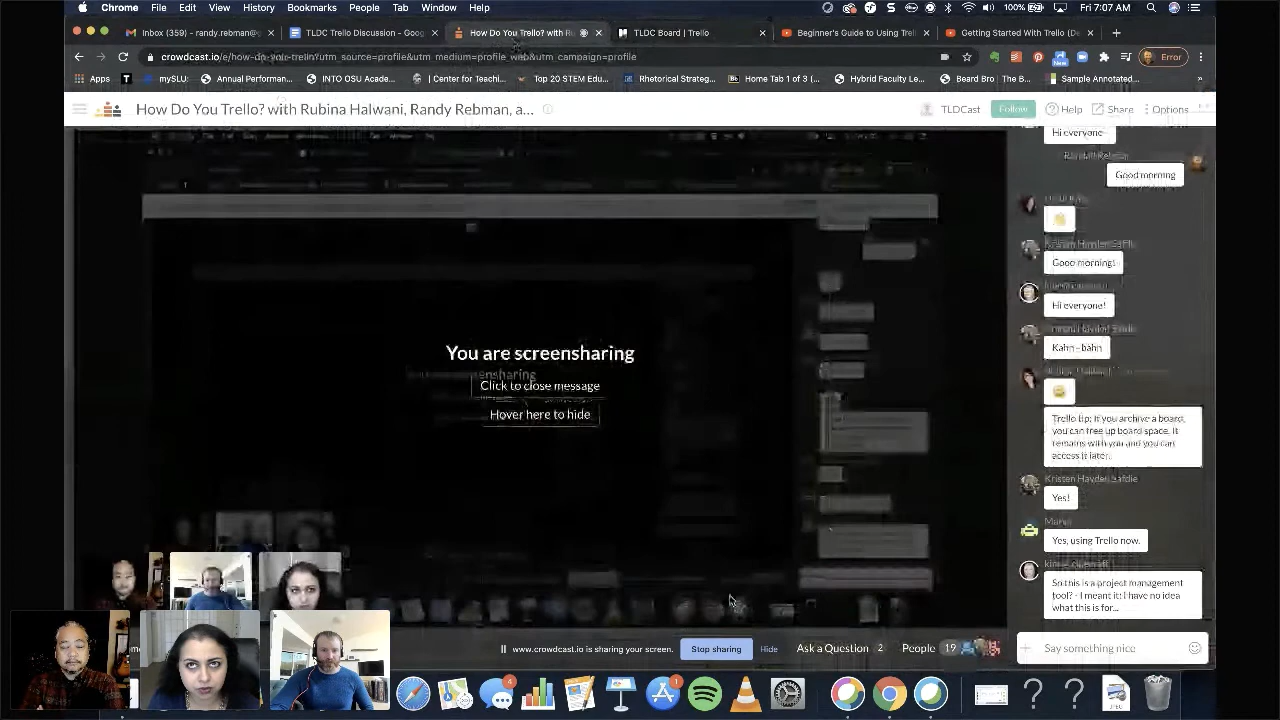 Chrome File Edit View History Bookmarks People Tab Window Help 100% Fri 7:07 AM
Inbox (359) - randy.rebman@ TLDC Trello Discussion - Goog How Do You Trello? with Ru TLDC Board | Trello Beginner's Guide to Using Trel Getting Started With Trello (De
crowdcast.io/e/how-do-you-trello?utm_source=profile&utm_medium=profile_web&utm_campaign=profile Error
Apps mySLU: Annual Performan... INTO OSU Acade... | Center for Teachi... Top 20 STEM Edu... Rhetorical Strateg... Home Tab 1 of 3 (... Hybrid Faculty Le... Beard Bro | The B... Sample Annotated...
How Do You Trello? with Rubina Halwani, Randy Rebman... TLDCast Follow Help Share Options
Hi everyone
Good morning
Good morning!
Hi everyone!
Kahn - bahn
You are screensharing
Click to close message
Hover here to hide
Trello tip: If you archive a board,
you can free up board space. It
remains with you and you can
access it later.
Yes!
Yes, using Trello now.
So this is a project management
tool? - I meant it: I have no idea
what this is for...
www.crowdcast.io is sharing your screen. Stop sharing Hide Ask a Question 2 People 19 Say something nice
JPEG